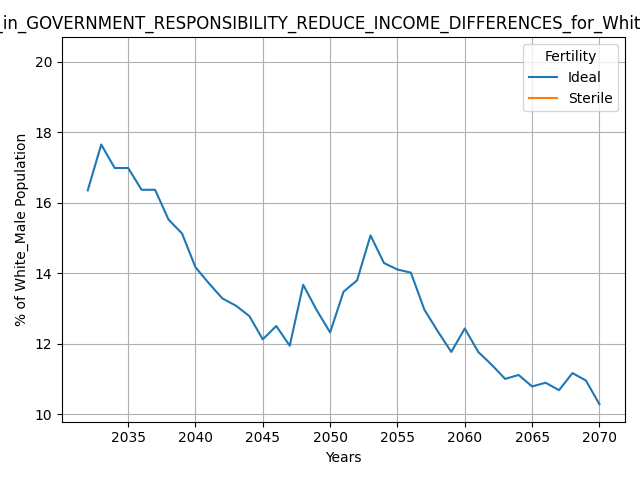 _in_GOVERNMENT_RESPONSIBILITY_REDUCE_INCOME_DIFFERENCES_for_Whit
Fertility
Ideal
Sterile
20
18
16
14
12
10
% of White_Male Population
2035 2040 2045 2050 2055 2060 2065 2070
Years